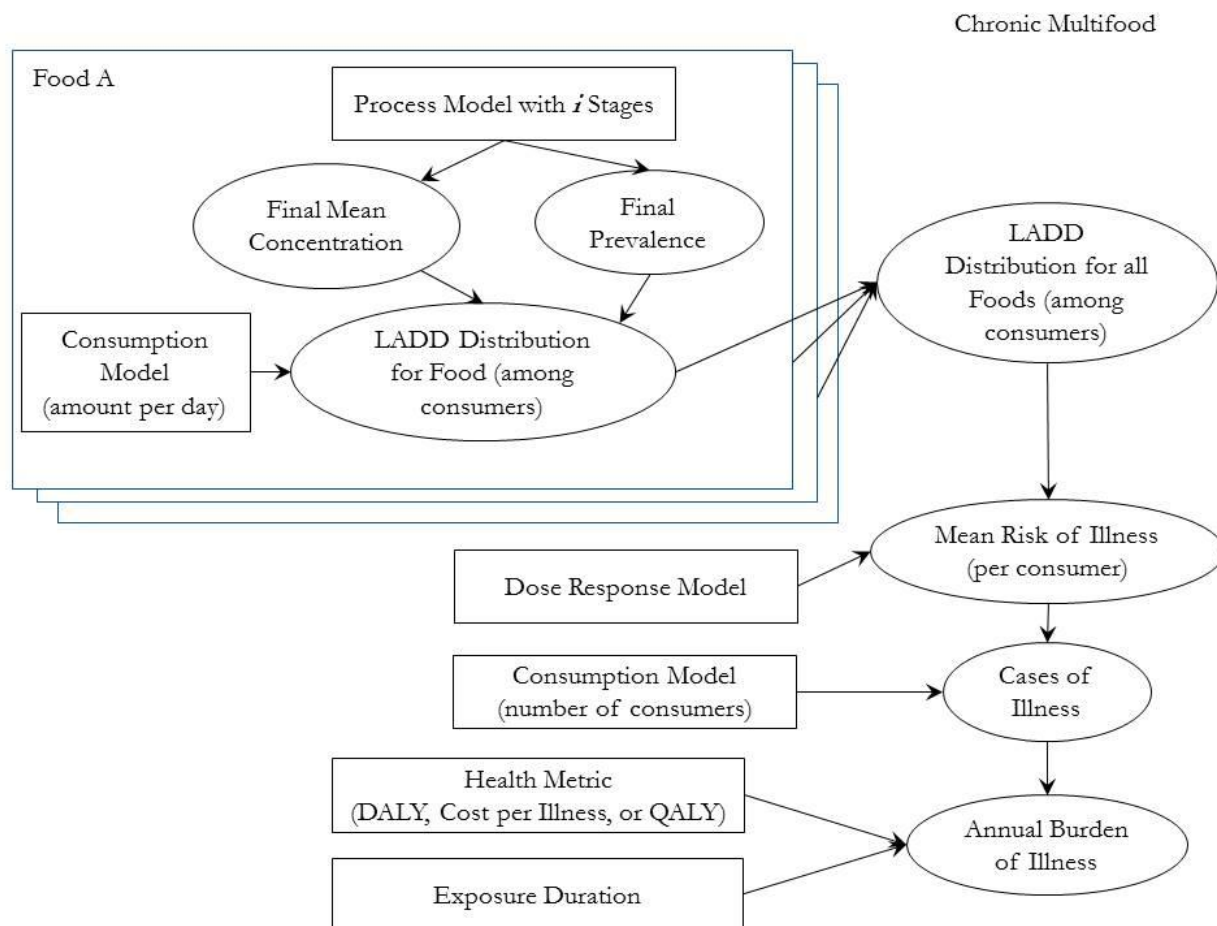 Chronic Multifood
Food A
Process Model with i Stages
Final Mean
Concentration
Final
Prevalence
Consumption
Model
(amount per day)
LADD Distribution
for Food (among
consumers)
LADD
Distribution for all
Foods (among
consumers)
Mean Risk of Illness
(per consumer)
Dose Response Model
Consumption Model
(number of consumers)
Cases of
Illness
Health Metric
(DALY, Cost per Illness, or QALY)
Annual Burden
of Illness
Exposure Duration